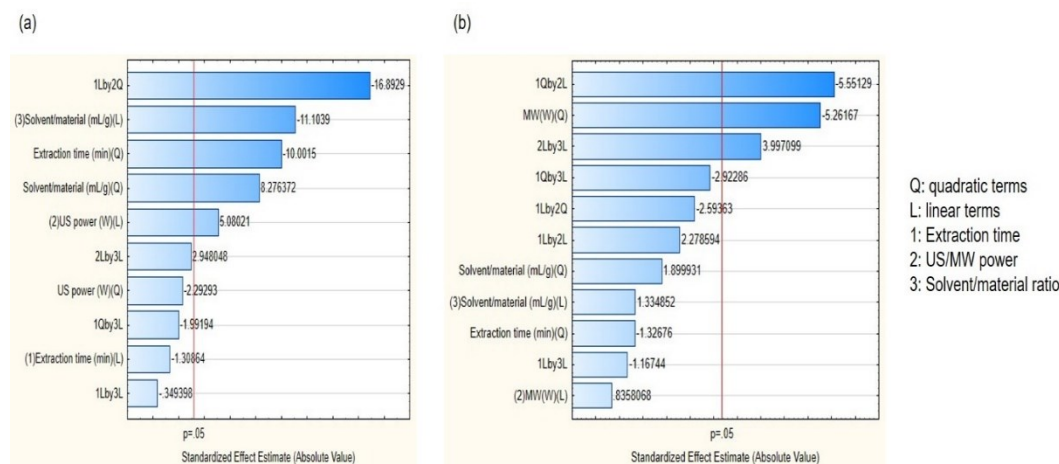 (a)
1Lby2Q
-16.8929
(3)Solvent/material (mL/g)(L)
-11.1039
Extraction time (min)(Q)
-10.0015
Solvent/material (mL/g)(Q)
8.276372
(2)US power (W)(L)
5.08021
2Lby3L
2.948048
US power (W)(Q)
-2.29293
1Qby3L
-1.99194
(1)Extraction time (min)(L)
-1.30864
1Lby3L
-.349398
p=.05
Standardized Effect Estimate (Absolute Value)
(b)
1Qby2L
-5.55129
MW(W)(Q)
-5.26167
2Lby3L
3.997099
1Qby3L
-2.92286
1Lby2Q
-2.59363
1Lby2L
2.278594
Solvent/material (mL/g)(Q)
1.899931
(3)Solvent/material (mL/g)(L)
1.334852
Extraction time (min)(Q)
-1.32676
1Lby3L
-1.16744
(2)MW(W)(L)
.8358068
p=.05
Standardized Effect Estimate (Absolute Value)
Q: quadratic terms
L: linear terms
1: Extraction time
2: US/MW power
3: Solvent/material ratio